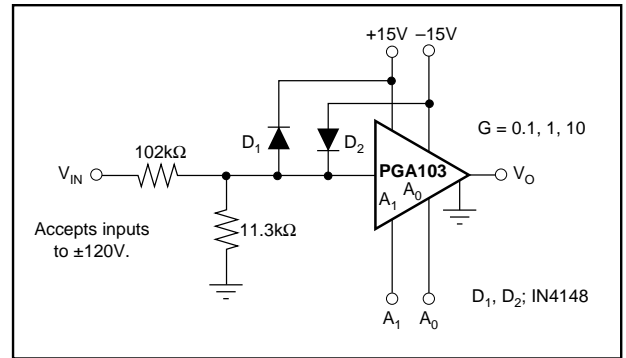 +15V –15V
D1 D2
G = 0.1, 1, 10
102kΩ
VIN
PGA103
VO
A1 A0
11.3kΩ
Accepts inputs
to ±120V.
D1, D2; IN4148
A1 A0